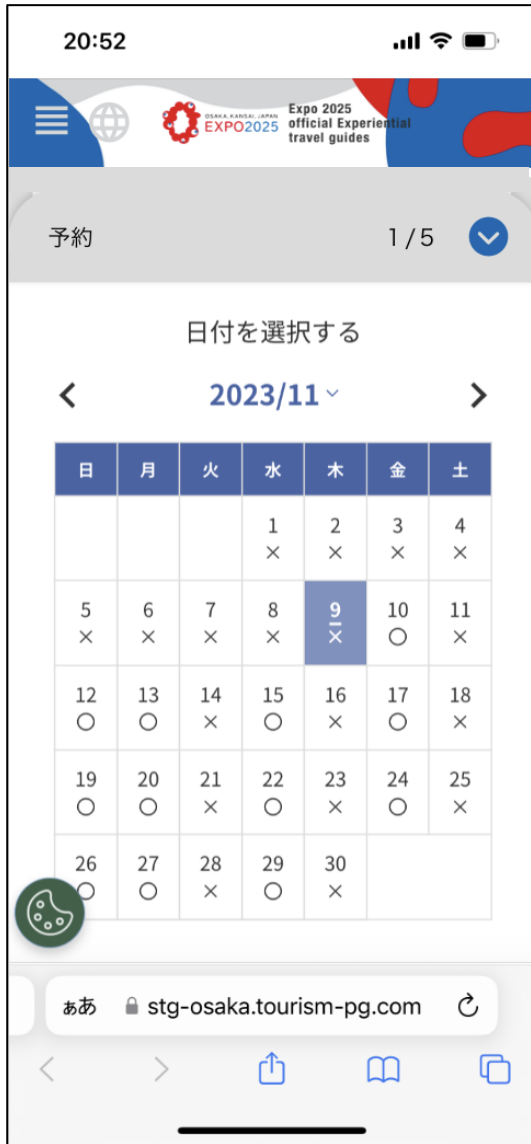 20:52
OSAKA, KANSAI, JAPAN
EXPO2025
Expo 2025
official Experiential
travel guides
予約 1/5
日付を選択する
2023/11
日 月 火 水 木 金 土
1 2 3 4
× × × ×
5 6 7 8 9 10 11
× × × × × ○ ×
12 13 14 15 16 17 18
○ ○ × ○ × ○ ×
19 20 21 22 23 24 25
○ ○ × ○ × ○ ×
26 27 28 29 30
○ ○ × ○ ×
ぁあ stg-osaka.tourism-pg.com